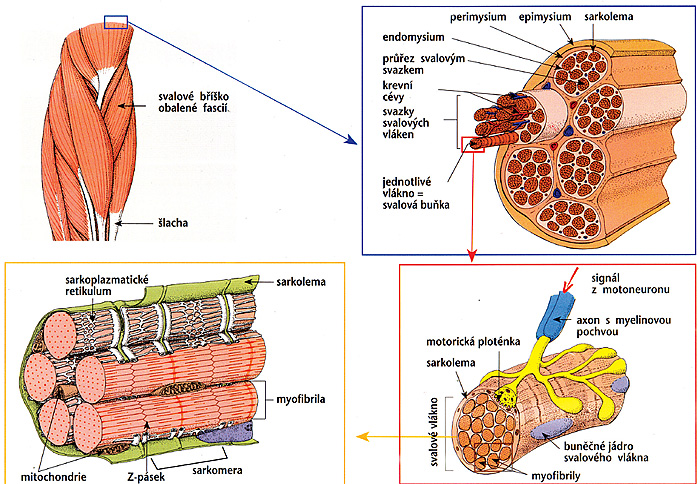 svalové bříško
obalené fascií
šlacha
perimysium
epimysium
sarkolema
endomysium
průřez svalovým
svazkem
krevní
cévy
svazky
svalových
vláken
jednotlivé
vlákno =
svalová buňka
sarkoplazmatické
retikulum
sarkolema
myofibrila
mitochondrie
Z-pásek
sarkomera
signál
z motoneuronu
axon s myelinovou
pochvou
motorická ploténka
sarkolema
svalové vlákno
buněčné jádro
svalového vlákna
myofibrily